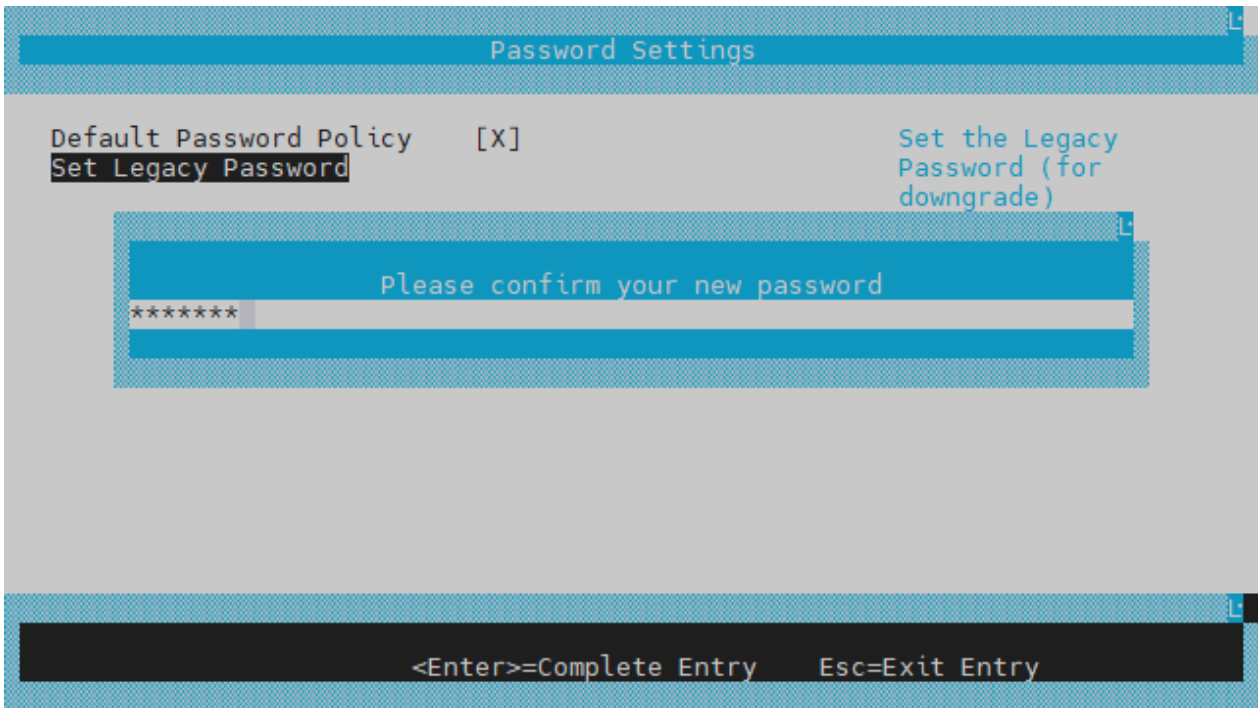 Password Settings
Default Password Policy [X]
Set Legacy Password
Set the Legacy
Password (for
downgrade)
Please confirm your new password
*******
<Enter>=Complete Entry Esc=Exit Entry